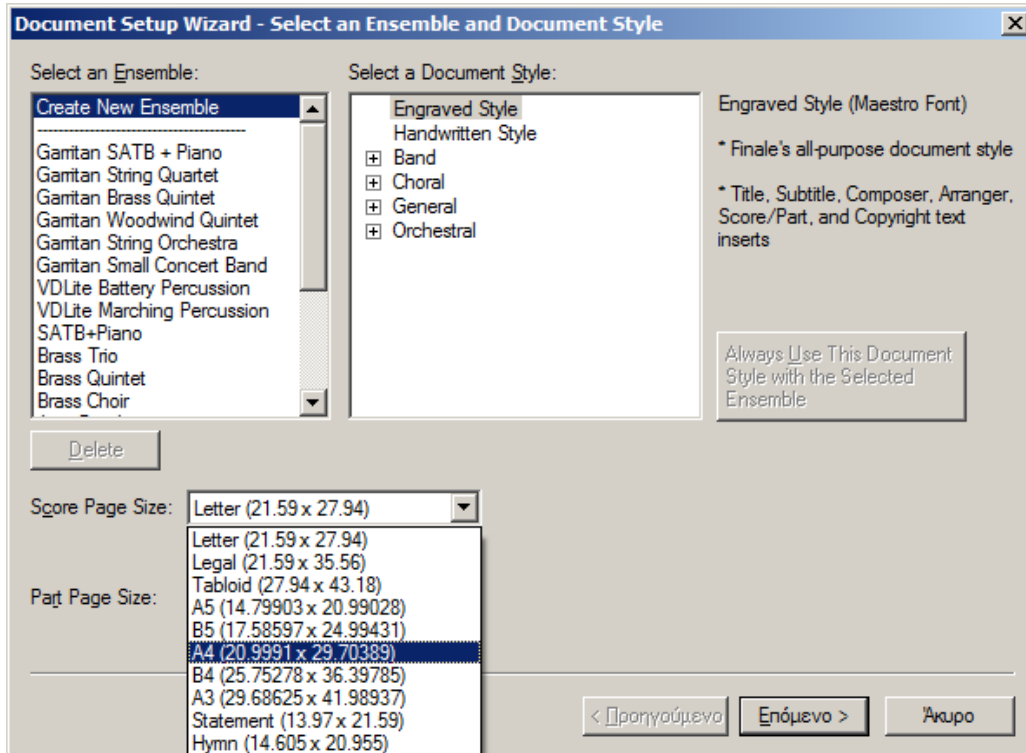 Document Setup Wizard - Select an Ensemble and Document Style
Select an Ensemble:
Create New Ensemble
----------------------------------------
Garritan SATB + Piano
Garritan String Quartet
Garritan Brass Quintet
Garritan Woodwind Quintet
Garritan String Orchestra
Garritan Small Concert Band
VDLite Battery Percussion
VDLite Marching Percussion
SATB+Piano
Brass Trio
Brass Quintet
Brass Choir
Delete
Select a Document Style:
Engraved Style
Handwritten Style
Band
Choral
General
Orchestral
Engraved Style (Maestro Font)
* Finale's all-purpose document style
* Title, Subtitle, Composer, Arranger,
Score/Part, and Copyright text
inserts
Always Use This Document
Style with the Selected
Ensemble
Score Page Size:
Letter (21.59 x 27.94)
Letter (21.59 x 27.94)
Legal (21.59 x 35.56)
Tabloid (27.94 x 43.18)
A5 (14.79903 x 20.99028)
B5 (17.58597 x 24.99431)
A4 (20.9991 x 29.70389)
B4 (25.75278 x 36.39785)
A3 (29.68625 x 41.98937)
Statement (13.97 x 21.59)
Hymn (14.605 x 20.955)
Part Page Size:
< Προηγούμενο
Επόμενο >
Άκυρο